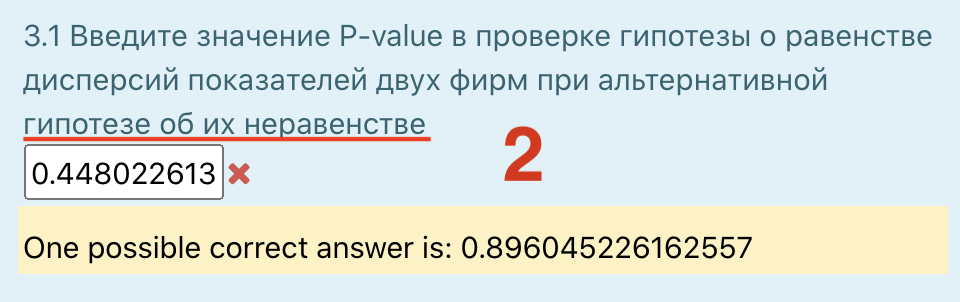 3.1 Введите значение P-value в проверке гипотезы о равенстве
дисперсий показателей двух фирм при альтернативной
гипотезе об их неравенстве
2
0.448022613
One possible correct answer is: 0.896045226162557